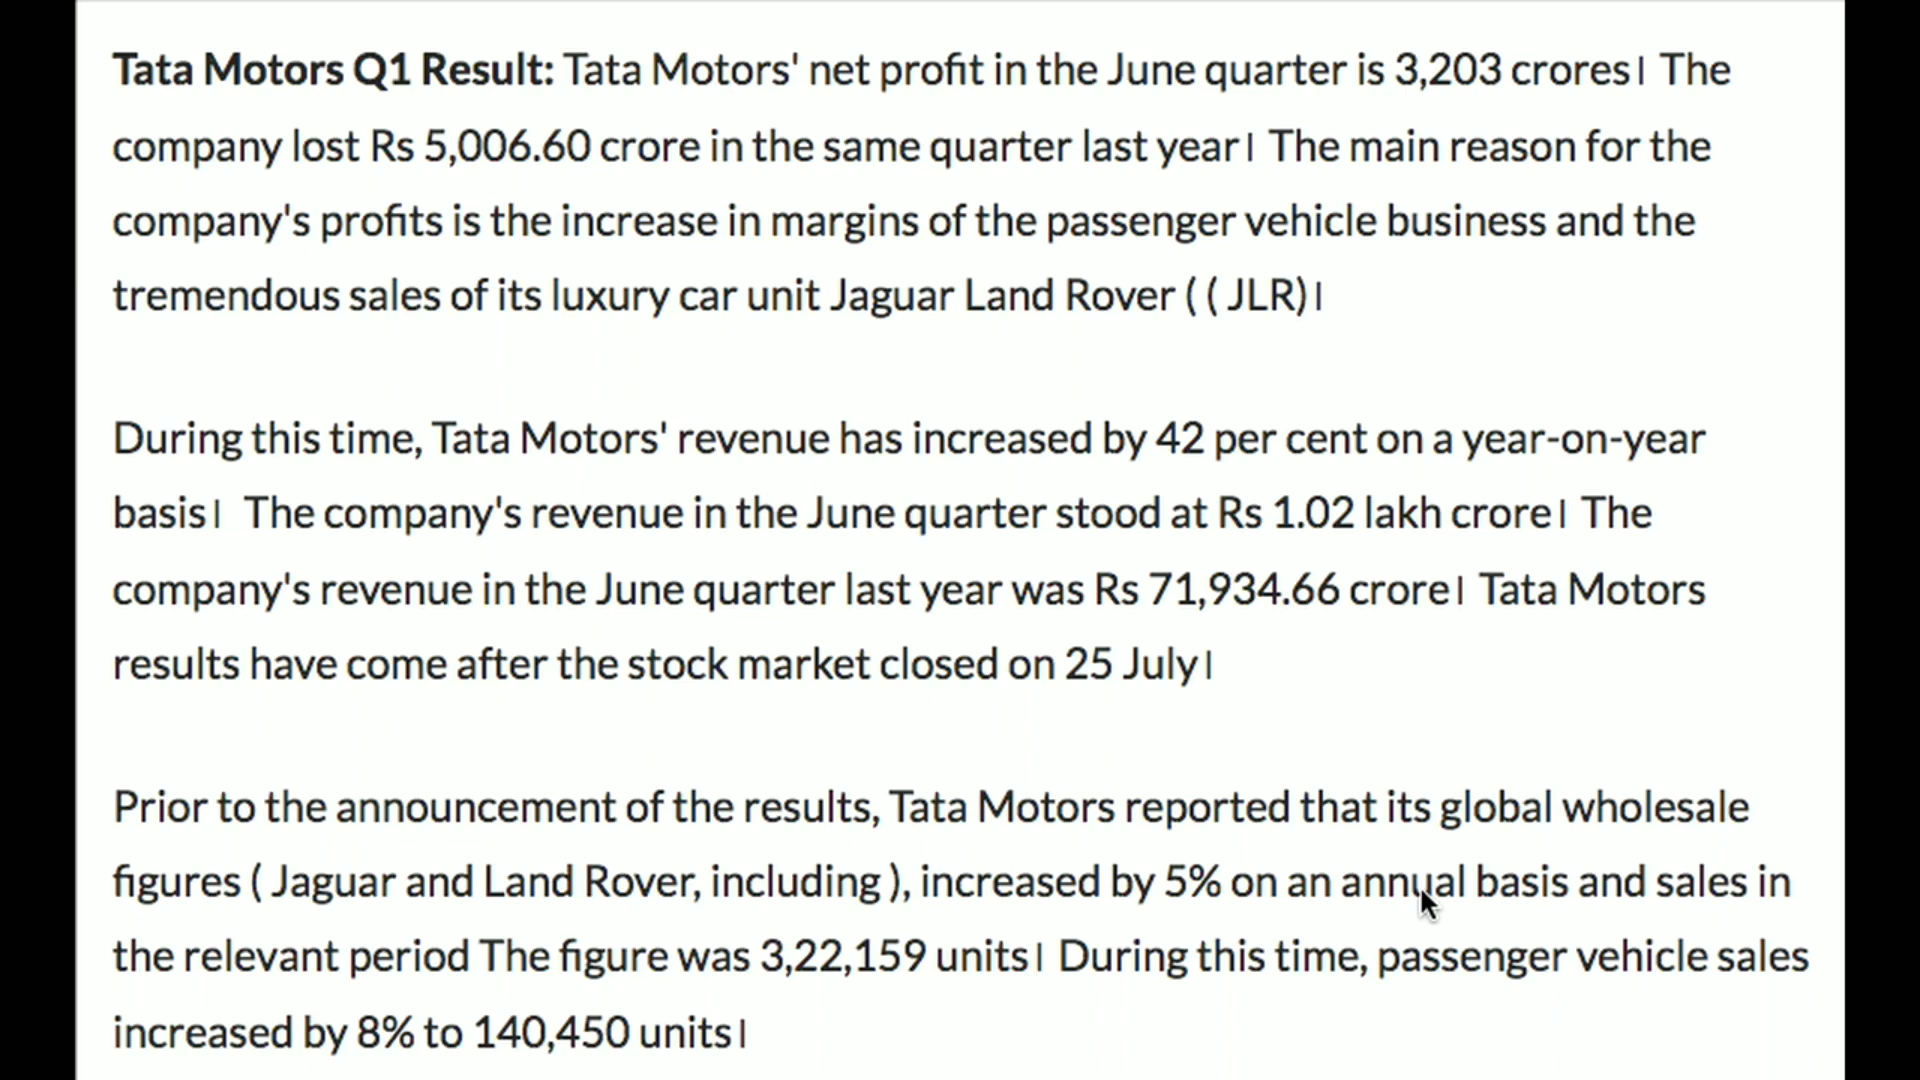 Tata Motors Q1 Result: Tata Motors' net profit in the June quarter is 3,203 crores। The
company lost Rs 5,006.60 crore in the same quarter last year। The main reason for the
company's profits is the increase in margins of the passenger vehicle business and the
tremendous sales of its luxury car unit Jaguar Land Rover ( ( JLR)।
During this time, Tata Motors' revenue has increased by 42 per cent on a year-on-year
basis। The company's revenue in the June quarter stood at Rs 1.02 lakh crore। The
company's revenue in the June quarter last year was Rs 71,934.66 crore। Tata Motors
results have come after the stock market closed on 25 July।
Prior to the announcement of the results, Tata Motors reported that its global wholesale
figures ( Jaguar and Land Rover, including ), increased by 5% on an annual basis and sales in
the relevant period The figure was 3,22,159 units। During this time, passenger vehicle sales
increased by 8% to 140,450 units।